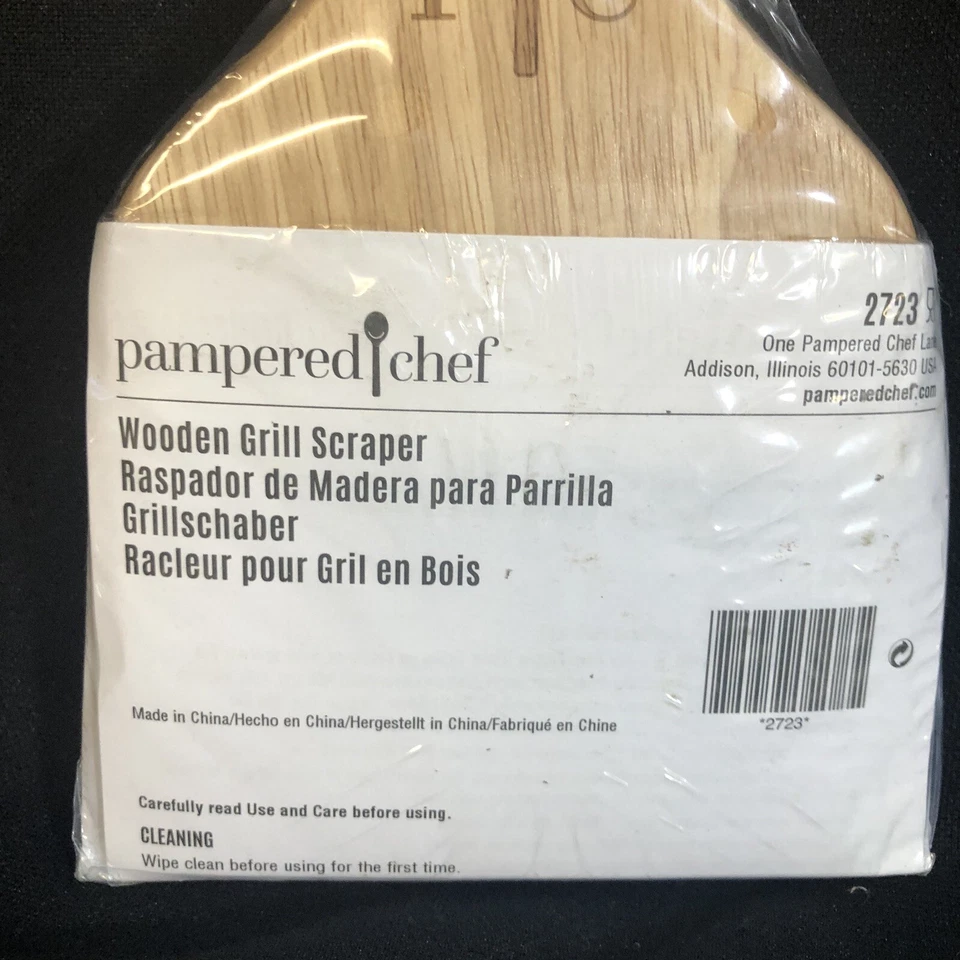 P C
pampered chef
2723
One Pampered Chef Lane
Addison, Illinois 60101-5630 USA
pamperedchef.com
Wooden Grill Scraper
Raspador de Madera para Parrilla
Grillschaber
Racleur pour Gril en Bois
*2723*
Made in China/Hecho en China/Hergestellt in China/Fabriqué en Chine
Carefully read Use and Care before using.
CLEANING
Wipe clean before using for the first time.